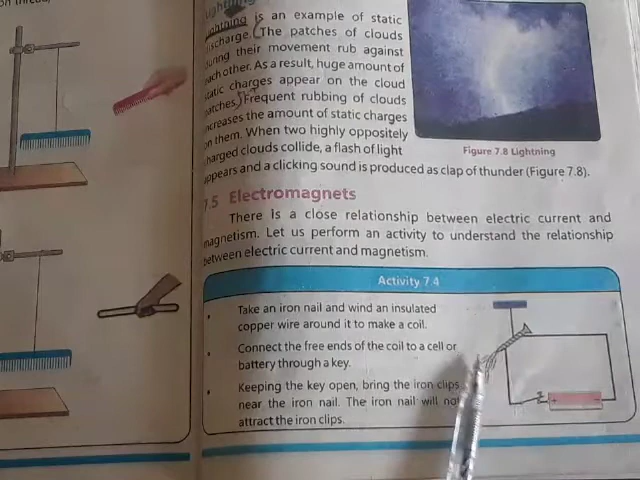 Lightning
Lightning is an example of static
discharge. The patches of clouds
during their movement rub against
each other. As a result, huge amount of
static charges appear on the cloud
patches. Frequent rubbing of clouds
increases the amount of static charges
on them. When two highly oppositely
charged clouds collide, a flash of light
appears and a clicking sound is produced as clap of thunder (Figure 7.8).
Figure 7.8 Lightning
7.5 Electromagnets
There is a close relationship between electric current and
magnetism. Let us perform an activity to understand the relationship
between electric current and magnetism.
Activity 7.4
• Take an iron nail and wind an insulated
copper wire around it to make a coil.
• Connect the free ends of the coil to a cell or
battery through a key.
• Keeping the key open, bring the iron clips
near the iron nail. The iron nail will not
attract the iron clips.